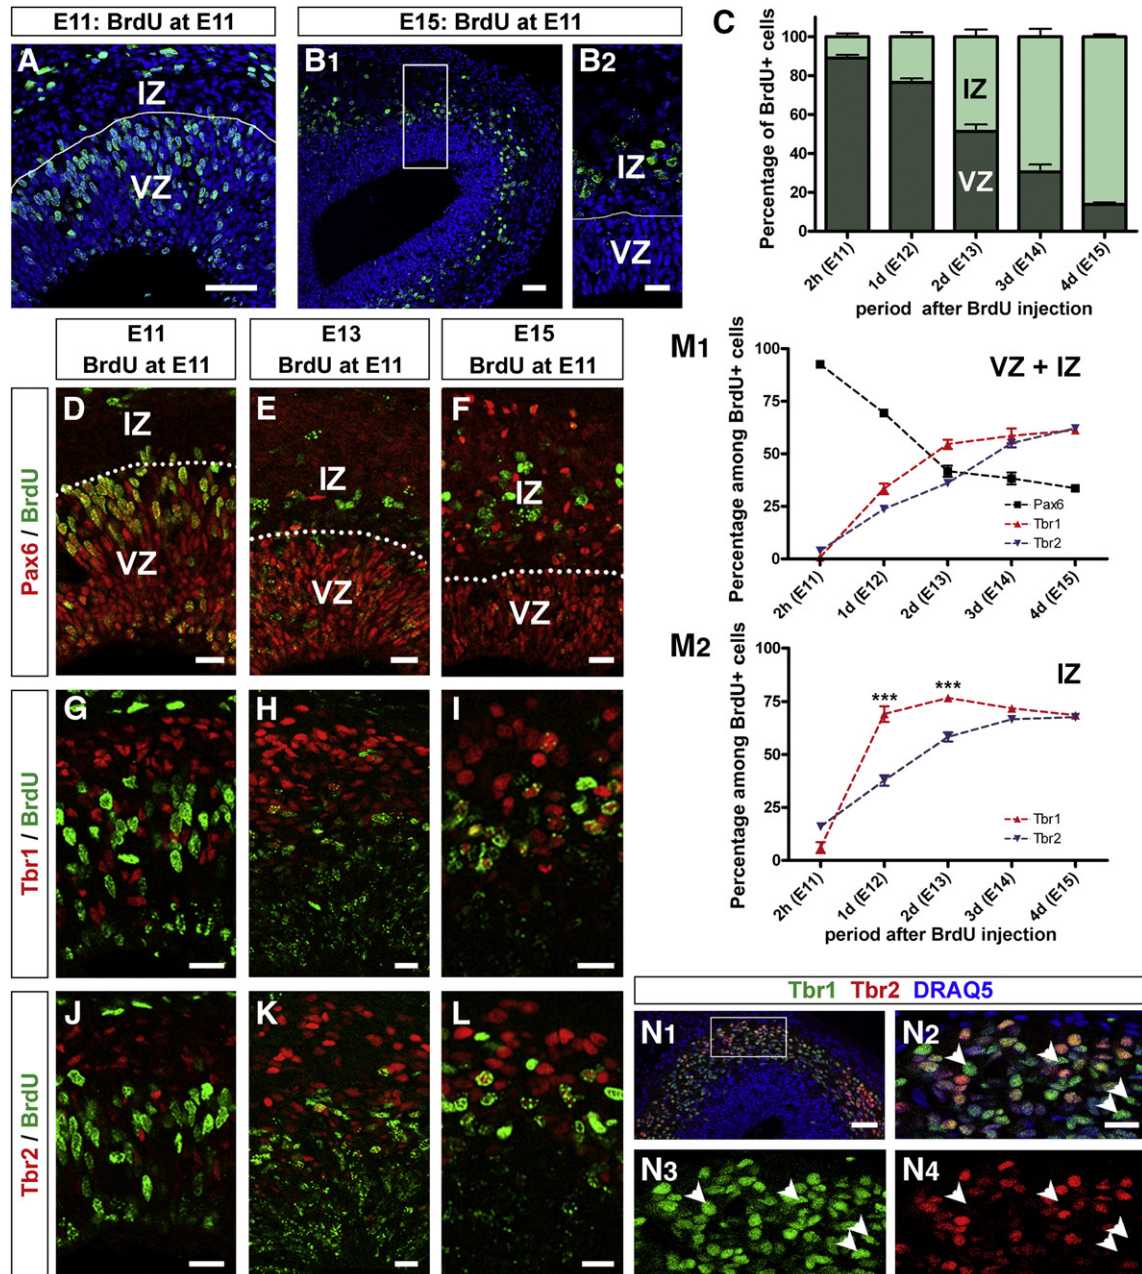 E11: BrdU at E11
E15: BrdU at E11
A
IZ
VZ
B1
B2
IZ
VZ
C
Percentage of BrdU+ cells
100
80
60
40
20
0
IZ
VZ
2h (E11)
1d (E12)
2d (E13)
3d (E14)
4d (E15)
period after BrdU injection
E11
BrdU at E11
E13
BrdU at E11
E15
BrdU at E11
Pax6 / BrdU
D
IZ
VZ
E
IZ
VZ
F
IZ
VZ
Tbr1 / BrdU
G
H
I
Tbr2 / BrdU
J
K
L
M1
Percentage among BrdU+ cells
100
75
50
25
0
VZ + IZ
Pax6
Tbr1
Tbr2
2h (E11)
1d (E12)
2d (E13)
3d (E14)
4d (E15)
M2
Percentage among BrdU+ cells
100
75
50
25
0
IZ
***
***
Tbr1
Tbr2
2h (E11)
1d (E12)
2d (E13)
3d (E14)
4d (E15)
period after BrdU injection
Tbr1 Tbr2 DRAQ5
N1
N2
N3
N4